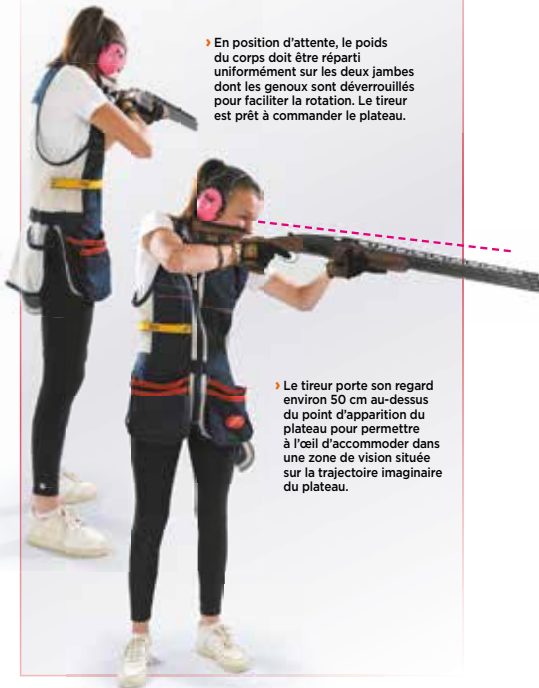 › En position d’attente, le poids
du corps doit être réparti
uniformément sur les deux jambes
dont les genoux sont déverrouillés
pour faciliter la rotation. Le tireur
est prêt à commander le plateau.
› Le tireur porte son regard
environ 50 cm au-dessus
du point d’apparition du
plateau pour permettre
à l’œil d’accommoder dans
une zone de vision située
sur la trajectoire imaginaire
du plateau.